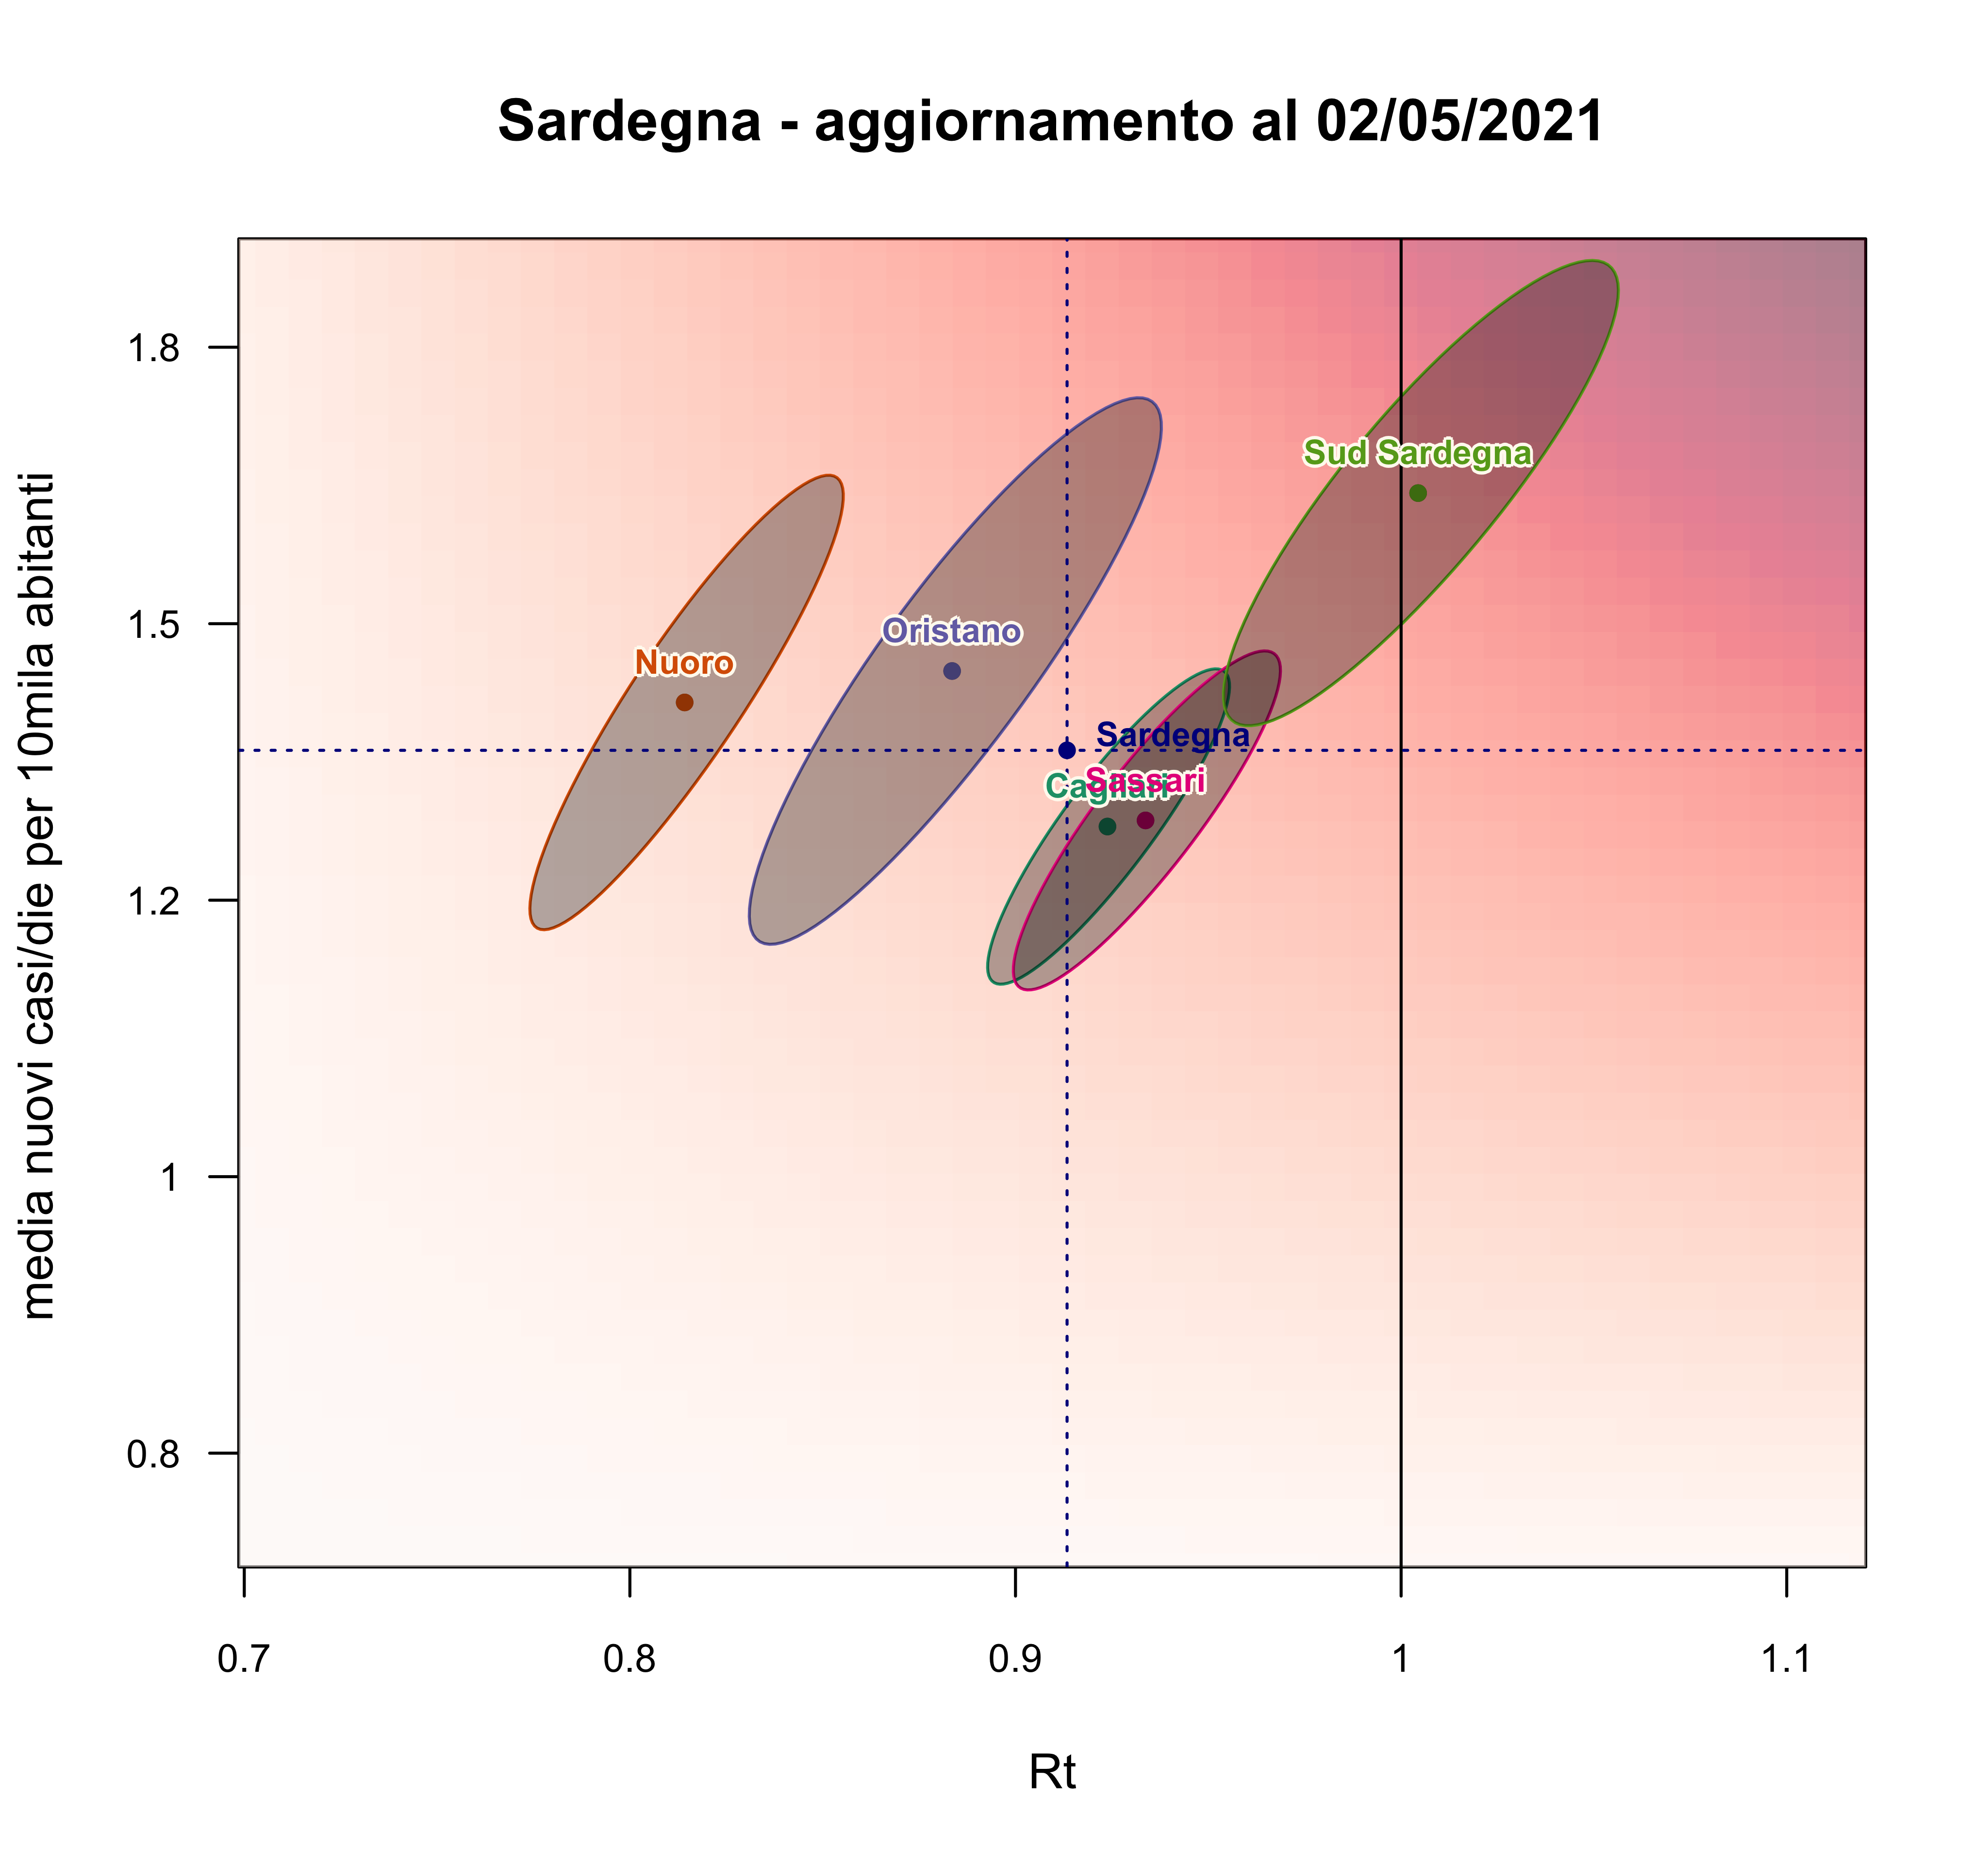 Sardegna - aggiornamento al 02/05/2021
media nuovi casi/die per 10mila abitanti
1.8
1.5
1.2
1
0.8
Sud Sardegna
Oristano
Nuoro
Sardegna
Sassari
Cagliari
0.7
0.8
0.9
1
1.1
Rt